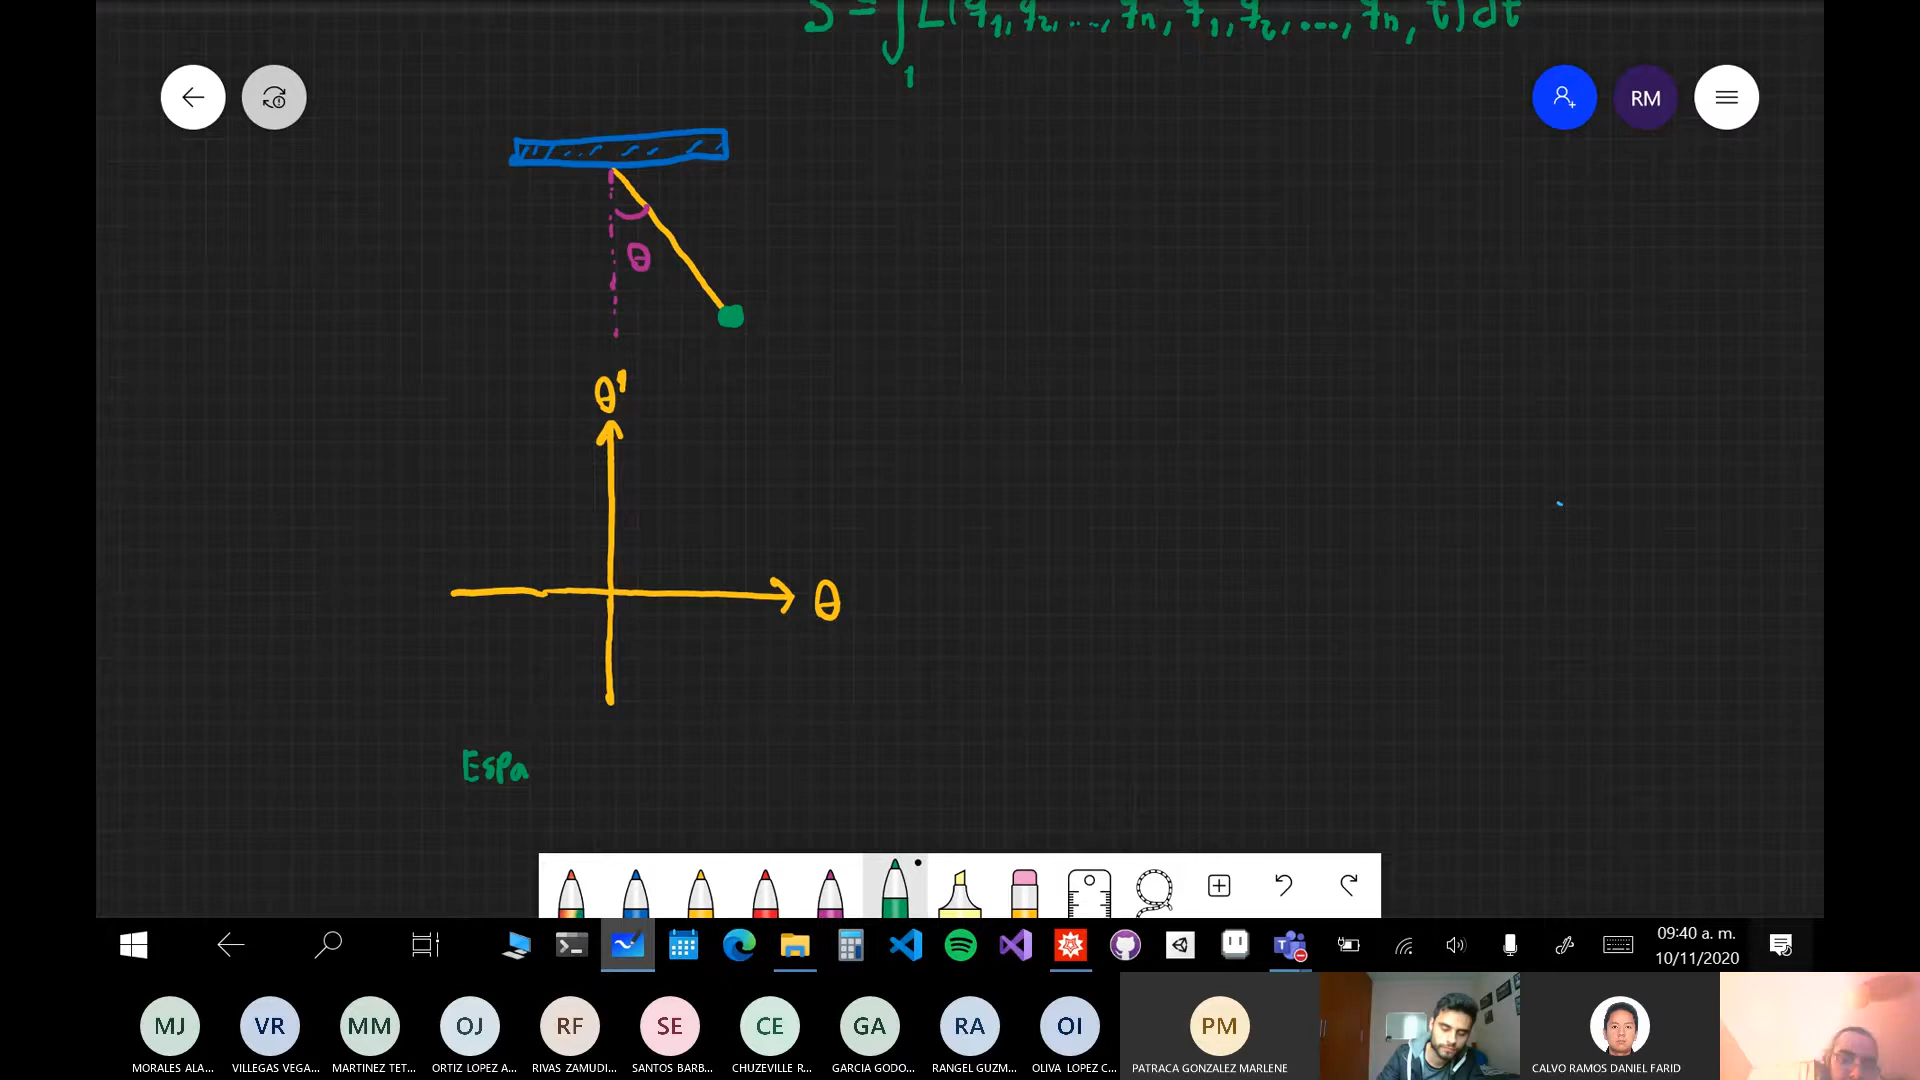 S = ∫ L(q₁, q₂, ..., qₙ, q̇₁, q̇₂, ..., q̇ₙ, t) dt
1
RM
θ
θ'
θ
Espa
09:40 a. m.
10/11/2020
MJ VR MM OJ RF SE CE GA RA OI PM
MORALES ALA... VILLEGAS VEGA... MARTINEZ TET... ORTIZ LOPEZ A... RIVAS ZAMUDI... SANTOS BARB... CHUZEVILLE R... GARCIA GODO... RANGEL GUZM... OLIVA LOPEZ C... PATRACA GONZALEZ MARLENE CALVO RAMOS DANIEL FARID